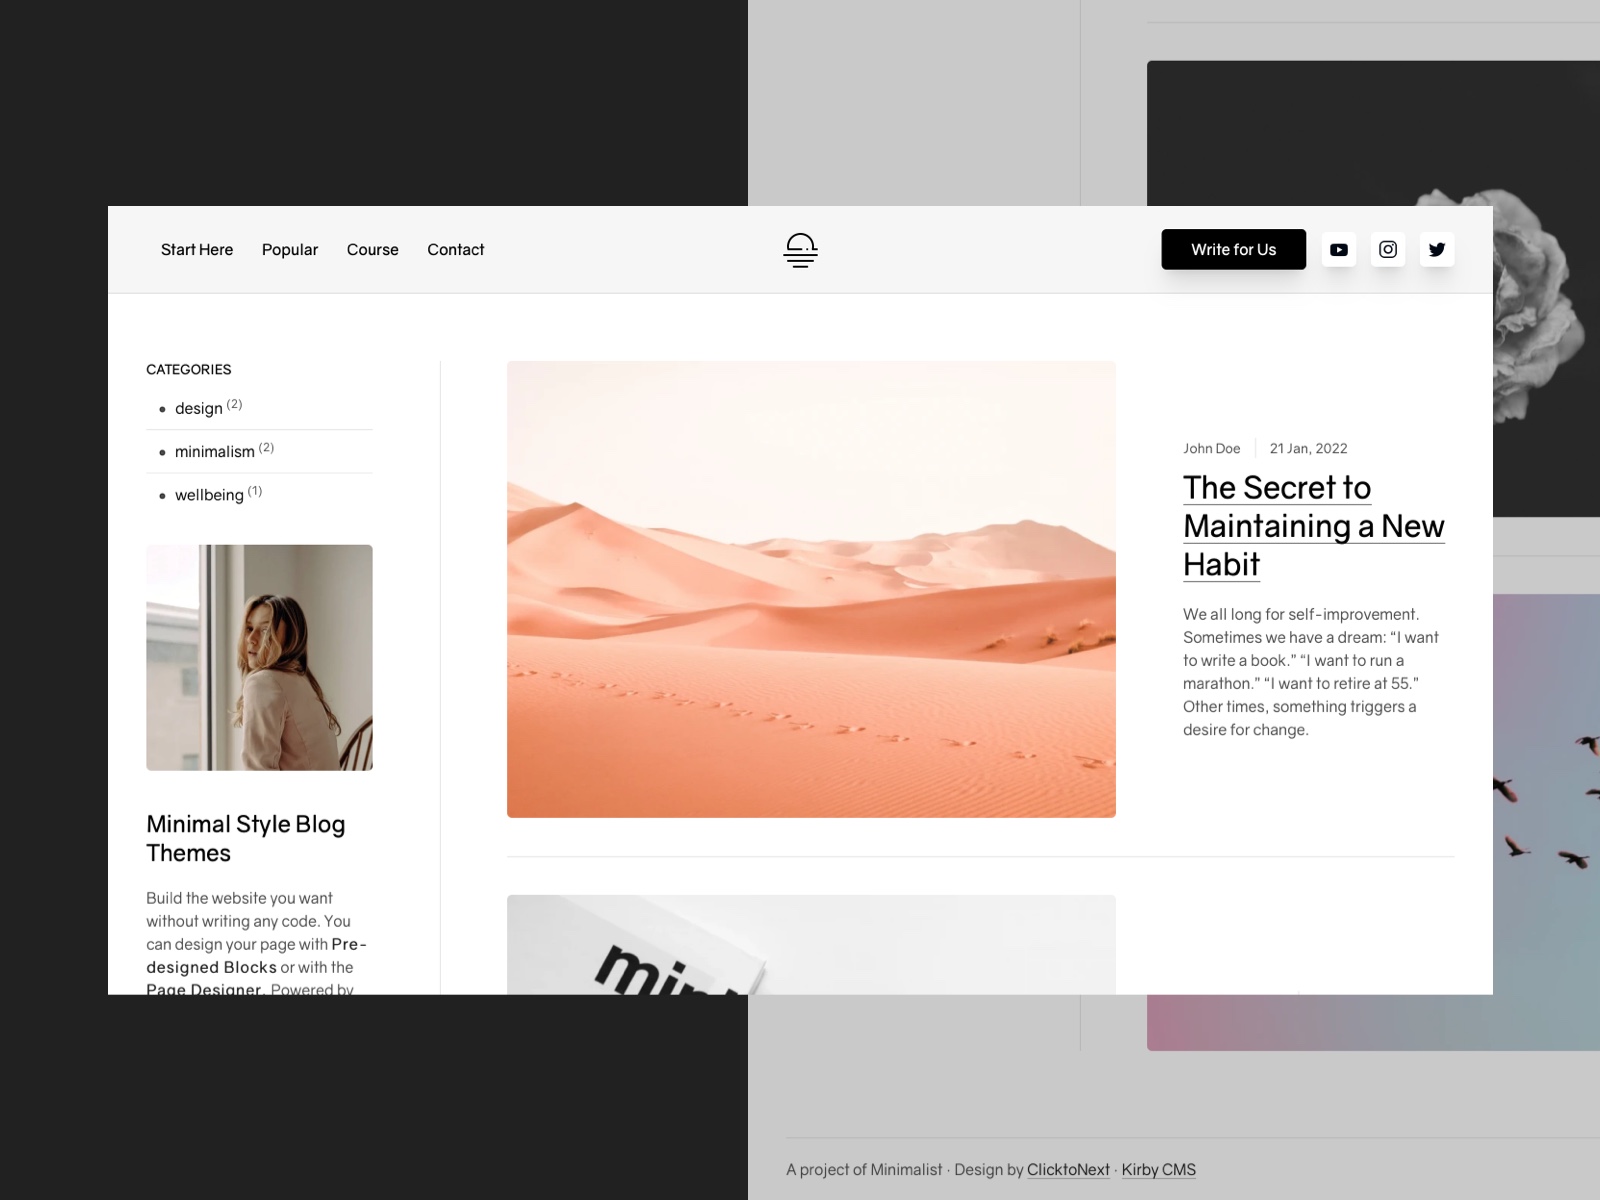 Start Here Popular Course Contact
Write for Us
CATEGORIES
design (2)
minimalism (2)
wellbeing (1)
Minimal Style Blog
Themes
Build the website you want
without writing any code. You
can design your page with Pre-
designed Blocks or with the
Page Designer. Powered by
John Doe
21 Jan, 2022
The Secret to
Maintaining a New
Habit
We all long for self-improvement.
Sometimes we have a dream: “I want
to write a book.” “I want to run a
marathon.” “I want to retire at 55.”
Other times, something triggers a
desire for change.
A project of Minimalist · Design by ClicktoNext · Kirby CMS